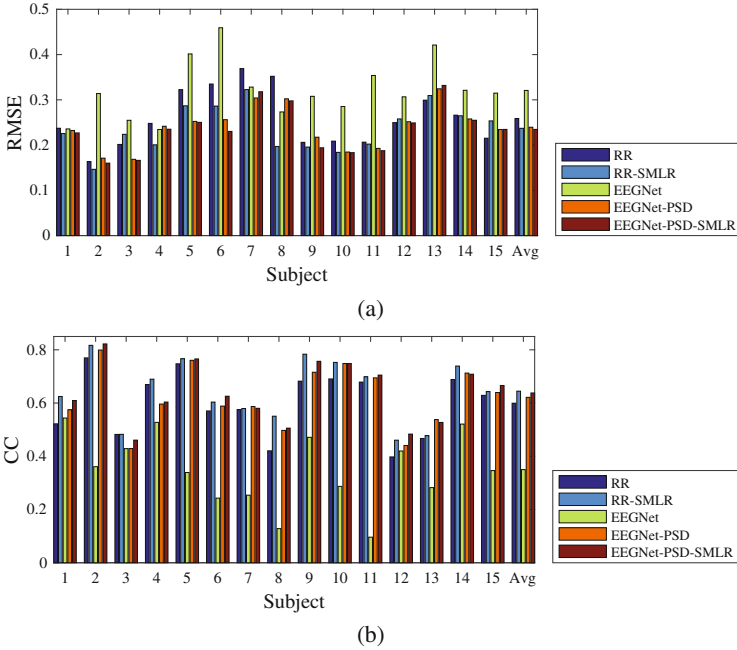 0.5
0.4
0.3
0.2
0.1
0
RMSE
1 2 3 4 5 6 7 8 9 10 11 12 13 14 15 Avg
Subject
RR
RR-SMLR
EEGNet
EEGNet-PSD
EEGNet-PSD-SMLR
(a)
0.8
0.6
0.4
0.2
0
CC
1 2 3 4 5 6 7 8 9 10 11 12 13 14 15 Avg
Subject
RR
RR-SMLR
EEGNet
EEGNet-PSD
EEGNet-PSD-SMLR
(b)